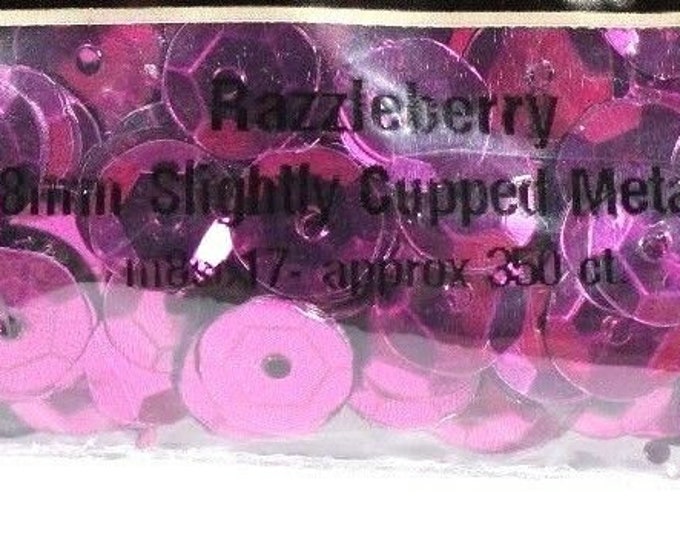 Razzleberry
8mm Slightly Cupped Meta
approx 350 ct.